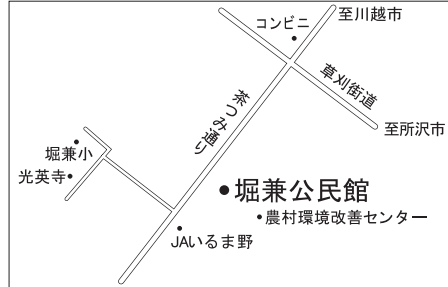 コンビニ
至川越市
草刈街道
至所沢市
茶つみ通り
堀兼小
光英寺
堀兼公民館
農村環境改善センター
JAいるま野